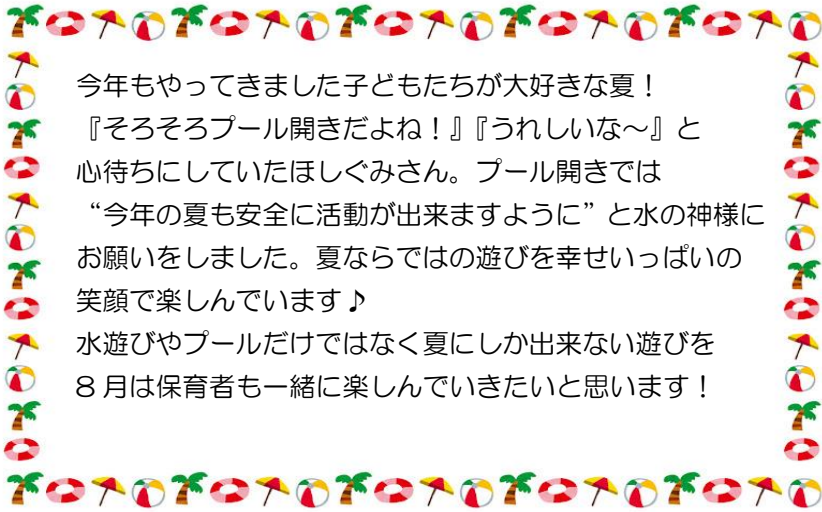 今年もやってきました子どもたちが大好きな夏！
『そろそろプール開きだよね！』『うれしいな～』と
心待ちにしていたほしぐみさん。プール開きでは
“今年の夏も安全に活動が出来ますように”と水の神様に
お願いをしました。夏ならではの遊びを幸せいっぱいの
笑顔で楽しんでいます♪
水遊びやプールだけではなく夏にしか出来ない遊びを
8月は保育者も一緒に楽しんでいきたいと思います！